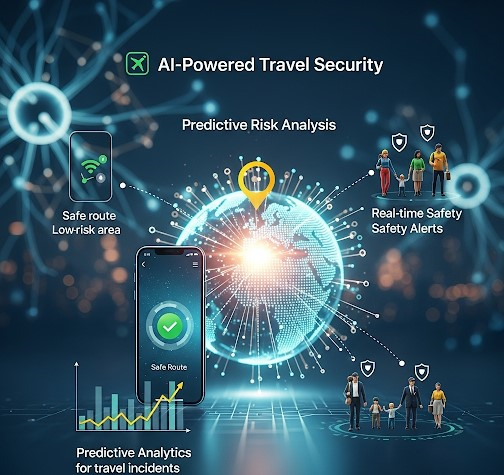 AI-Powered Travel Security
Predictive Risk Analysis
Safe route
Low-risk area
Real-time Safety
Safety Alerts
Safe Route
Predictive Analytics
for travel incidents